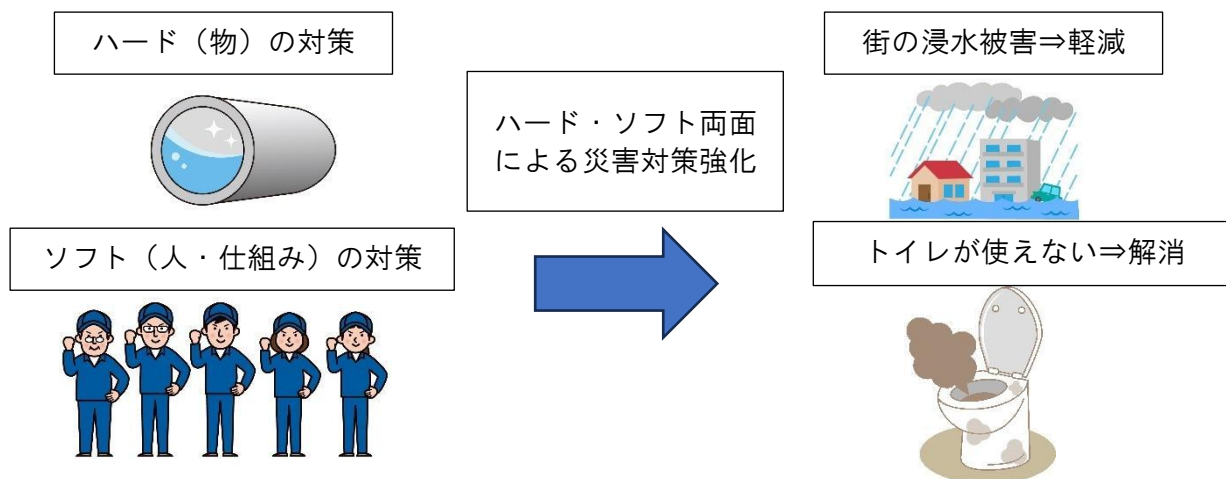 ハード（物）の対策
ソフト（人・仕組み）の対策
ハード・ソフト両面
による災害対策強化
街の浸水被害⇒軽減
トイレが使えない⇒解消